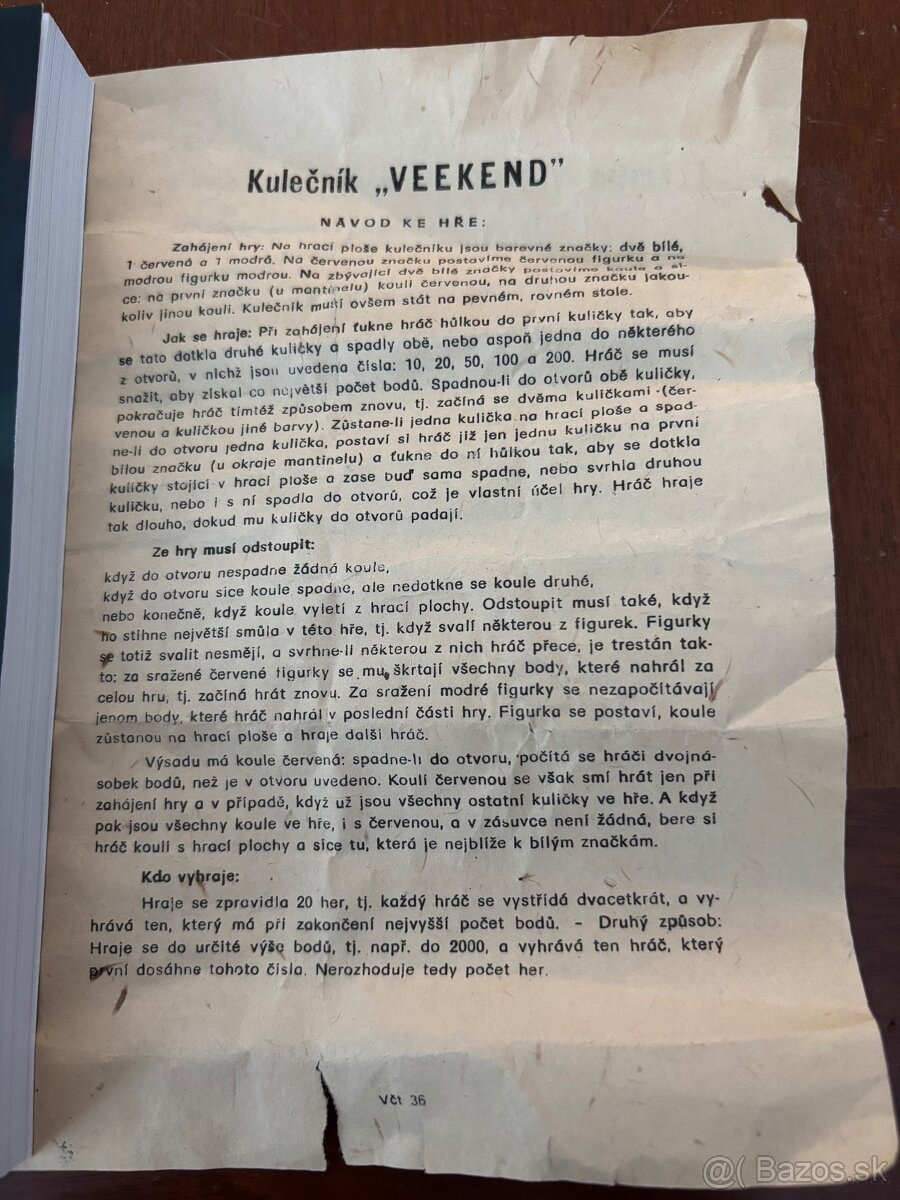 Kulečník „VEEKEND"
NÁVOD KE HŘE:
Zahájení hry: Na hrací ploše kulečníku jsou barevné značky: dvě bílé,
1 červená a 1 modrá. Na červenou značku postavíme červenou figurku a na
modrou figurku modrou. Na zbývající dvě bílé značky postavíme koule a si-
ce: na první značku (u mantinelu) kouli červenou, na druhou značku jakou-
koliv jinou kouli. Kulečník musí ovšem stát na pevném, rovném stole.
Jak se hraje: Při zahájení ťukne hráč hůlkou do první kuličky tak, aby
se tato dotkla druhé kuličky a spadly obě, nebo aspoň jedna do některého
z otvorů, v nichž jsou uvedena čísla: 10, 20, 50, 100 a 200. Hráč se musí
snažit, aby získal co největší počet bodů. Spadnou-li do otvorů obě kuličky,
pokračuje hráč tímtéž způsobem znovu, tj. začíná se dvěma kuličkami (čer-
venou a kuličkou jiné barvy). Zůstane-li jedna kulička na hrací ploše a spad-
ne-li do otvoru jedna kulička, postaví si hráč již jen jednu kuličku na první
bílou značku (u okraje mantinelu) a ťukne do ní hůlkou tak, aby se dotkla
kuličky stojící v hrací ploše a zase buď sama spadne, nebo svrhla druhou
kuličku, nebo i s ní spadla do otvorů, což je vlastní účel hry. Hráč hraje
tak dlouho, dokud mu kuličky do otvorů padají.
Ze hry musí odstoupit:
když do otvoru nespadne žádná koule,
když do otvoru sice koule spadne, ale nedotkne se koule druhé,
nebo konečně, když koule vyletí z hrací plochy. Odstoupit musí také, když
ho stihne největší smůla v této hře, tj. když svalí některou z figurek. Figurky
se totiž svalit nesmějí, a svrhne-li některou z nich hráč přece, je trestán tak-
to: za sražené červené figurky se mu škrtají všechny body, které nahrál za
celou hru, tj. začíná hrát znovu. Za sražení modré figurky se nezapočítávají
jenom body, které hráč nahrál v poslední části hry. Figurka se postaví, koule
zůstanou na hrací ploše a hraje další hráč.
Výsadu má koule červená: spadne-li do otvoru, počítá se hráči dvojná-
sobek bodů, než je v otvoru uvedeno. Koulí červenou se však smí hrát jen při
zahájení hry a v případě, když už jsou všechny ostatní kuličky ve hře. A když
pak jsou všechny koule ve hře, i s červenou, a v zásuvce není žádná, bere si
hráč kouli s hrací plochy a sice tu, která je nejblíže k bílým značkám.
Kdo vyhraje:
Hraje se zpravidla 20 her, tj. každý hráč se vystřídá dvacetkrát, a vy-
hrává ten, který má při zakončení nejvyšší počet bodů. – Druhý způsob:
Hraje se do určité výše bodů, tj. např. do 2000, a vyhrává ten hráč, který
první dosáhne tohoto čísla. Nerozhoduje tedy počet her.
Včt 36
@( Bazos.sk